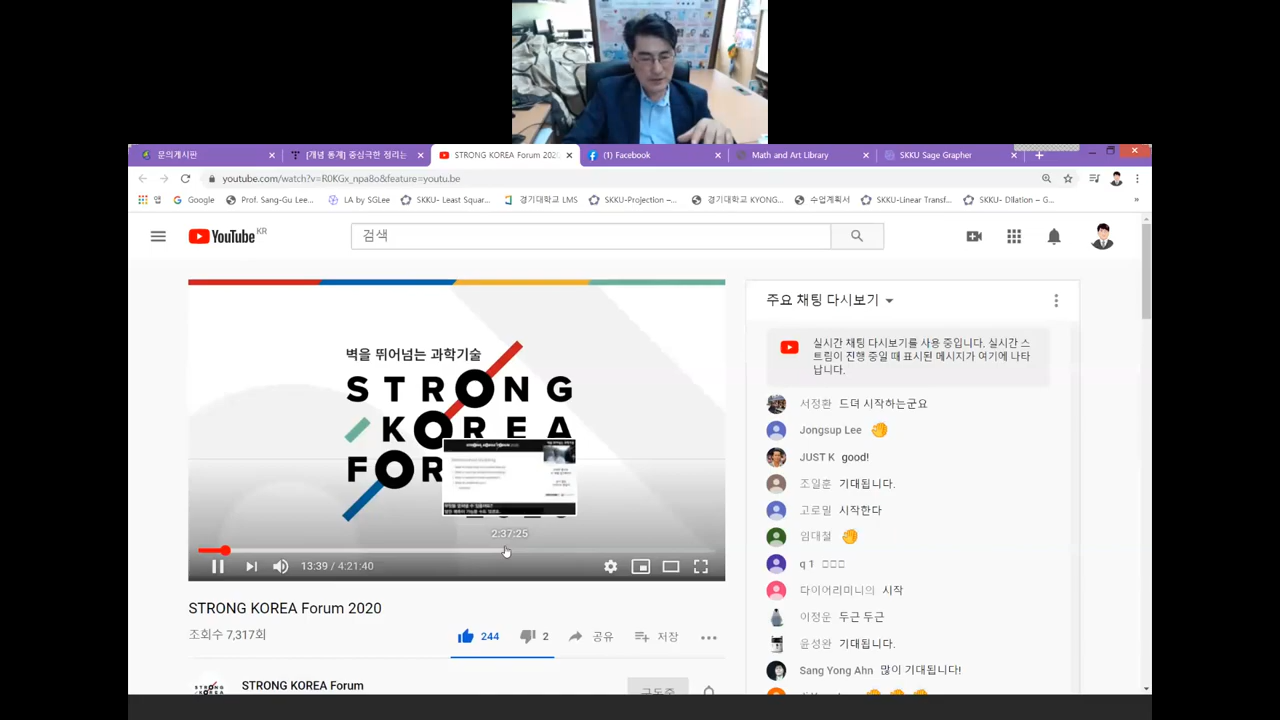 문의게시판
[개념 통계] 중심극한 정리는
STRONG KOREA Forum 202
(1) Facebook
Math and Art Library
SKKU Sage Grapher
youtube.com/watch?v=R0KGx_npa8o&feature=youtu.be
앱
Google
Prof. Sang-Gu Lee...
LA by SGLee
SKKU- Least Squar...
경기대학교 LMS
SKKU-Projection –...
경기대학교 KYONG...
수업계획서
SKKU-Linear Transf...
SKKU- Dilation – G...
YouTube KR
검색
벽을 뛰어넘는 과학기술
STRONG
KOREA
FOR
2:37:25
13:39 / 4:21:40
STRONG KOREA Forum 2020
조회수 7,317회
244
2
공유
저장
STRONG KOREA Forum
구독중
주요 채팅 다시보기
실시간 채팅 다시보기를 사용 중입니다. 실시간 스
트림이 진행 중일 때 표시된 메시지가 여기에 나타
납니다.
서정환 드뎌 시작하는군요
Jongsup Lee
JUST K good!
조일훈 기대됩니다.
고로밀 시작한다
임대철
q 1 ㅁㅁㅁ
다이어리미니의 시작
이정운 두근 두근
윤성완 기대됩니다.
Sang Yong Ahn 많이 기대됩니다!